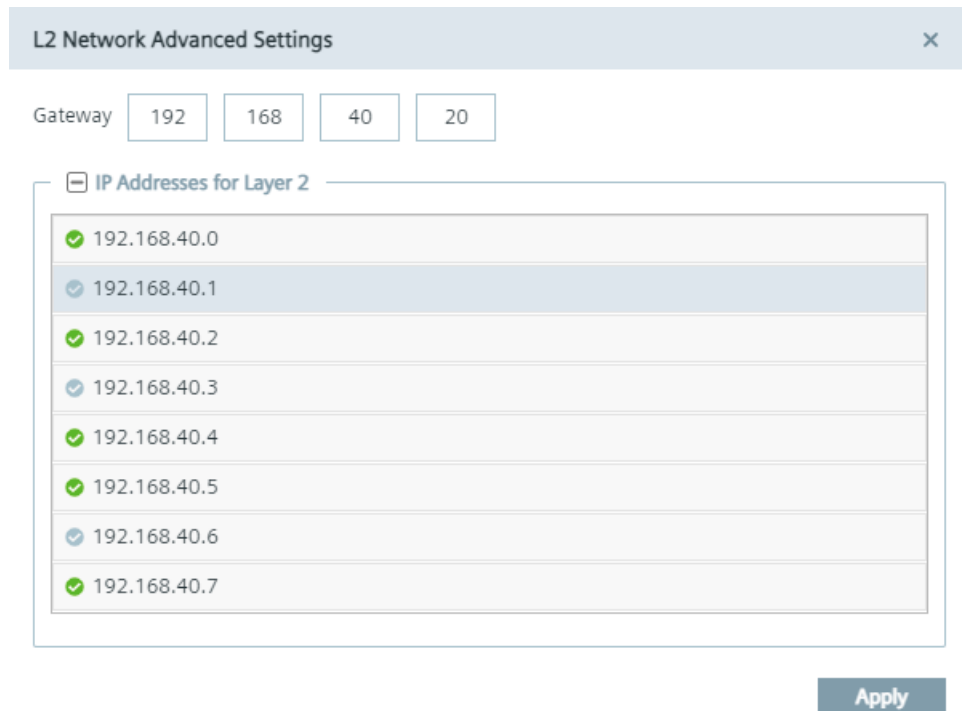 L2 Network Advanced Settings
Gateway 192 168 40 20
IP Addresses for Layer 2
192.168.40.0
192.168.40.1
192.168.40.2
192.168.40.3
192.168.40.4
192.168.40.5
192.168.40.6
192.168.40.7
Apply